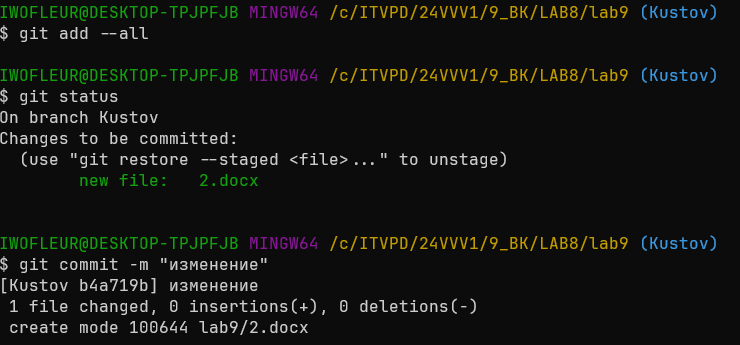 IWOFLEUR@DESKTOP-TPJPFJB MINGW64 /c/ITVPD/24VVV1/9_BK/LAB8/lab9 (Kustov)
$ git add --all
IWOFLEUR@DESKTOP-TPJPFJB MINGW64 /c/ITVPD/24VVV1/9_BK/LAB8/lab9 (Kustov)
$ git status
On branch Kustov
Changes to be committed:
  (use "git restore --staged <file>..." to unstage)
        new file:   2.docx
IWOFLEUR@DESKTOP-TPJPFJB MINGW64 /c/ITVPD/24VVV1/9_BK/LAB8/lab9 (Kustov)
$ git commit -m "изменение"
[Kustov b4a719b] изменение
 1 file changed, 0 insertions(+), 0 deletions(-)
 create mode 100644 lab9/2.docx